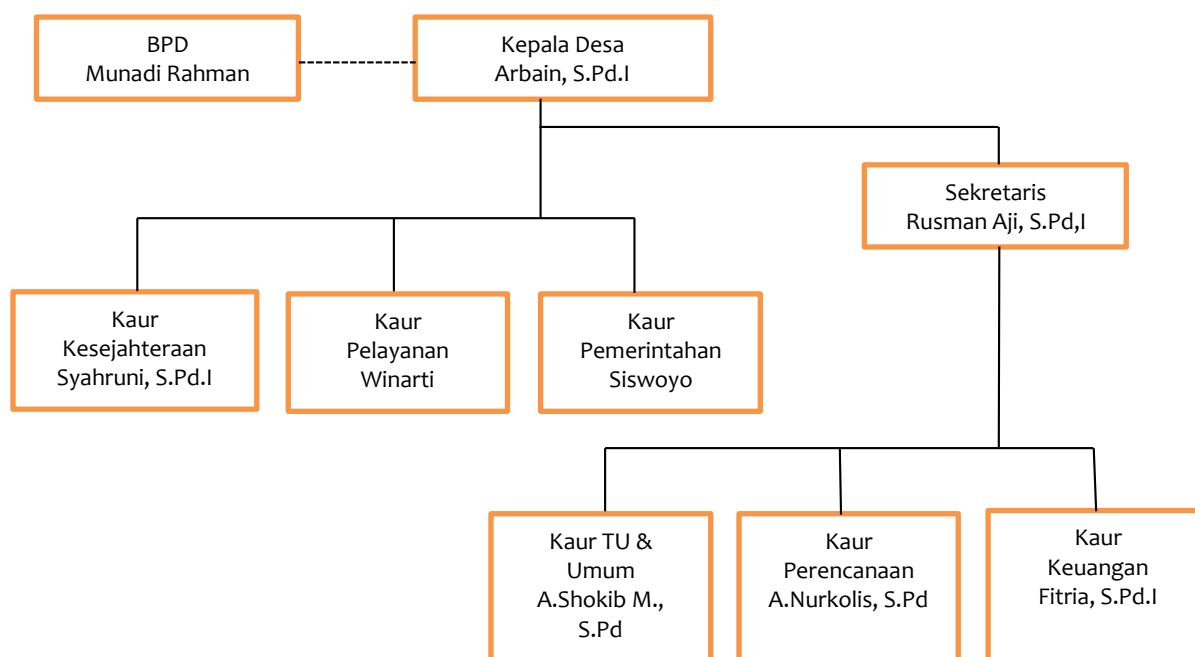 BPD
Munadi Rahman
Kepala Desa
Arbain, S.Pd.I
Sekretaris
Rusman Aji, S.Pd,I
Kaur
Kesejahteraan
Syahruni, S.Pd.I
Kaur
Pelayanan
Winarti
Kaur
Pemerintahan
Siswoyo
Kaur TU &
Umum
A.Shokib M.,
S.Pd
Kaur
Perencanaan
A.Nurkolis, S.Pd
Kaur
Keuangan
Fitria, S.Pd.I